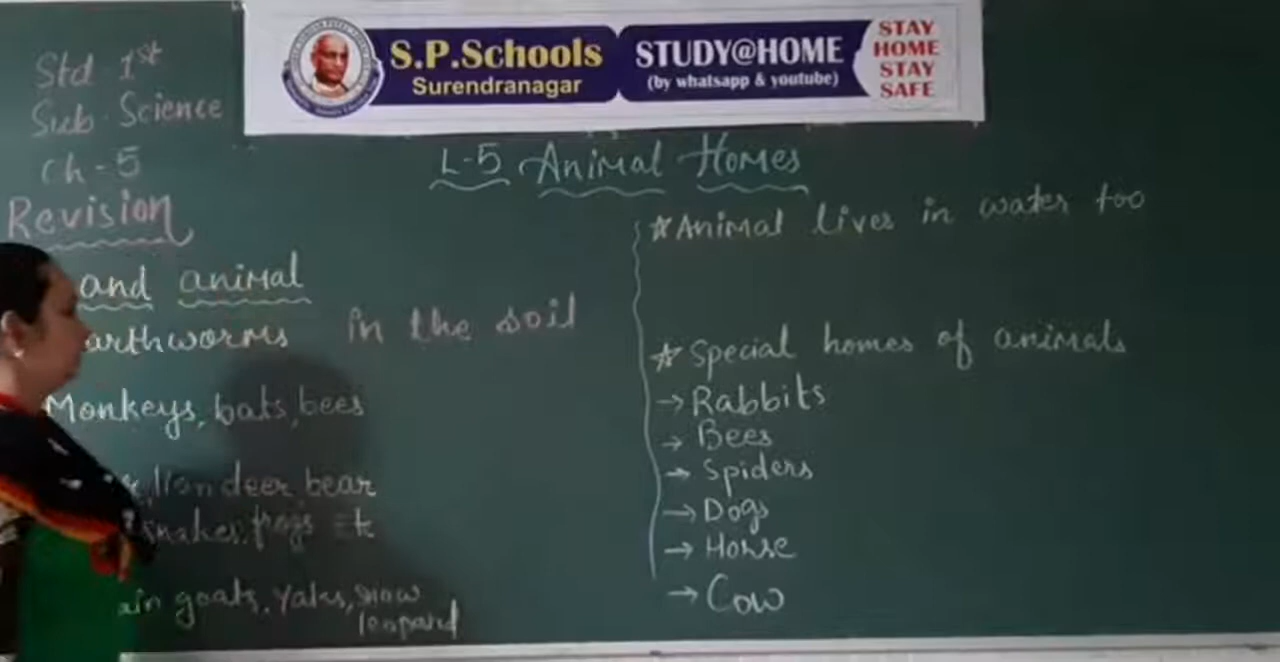 S.P.Schools
Surendranagar
STUDY@HOME
(by whatsapp & youtube)
STAY
HOME
STAY
SAFE
Std 1st
Sub Science
Ch-5
Revision
L-5 Animal Homes
and animal
arthworms in the soil
Monkeys, bats, bees
lion deer, bear
snakes, frogs Etc
ain goats, Yaks, snow
leopard
* Animal lives in water too
* Special homes of animals
→ Rabbits
→ Bees
→ Spiders
→ Dogs
→ Horse
→ Cow